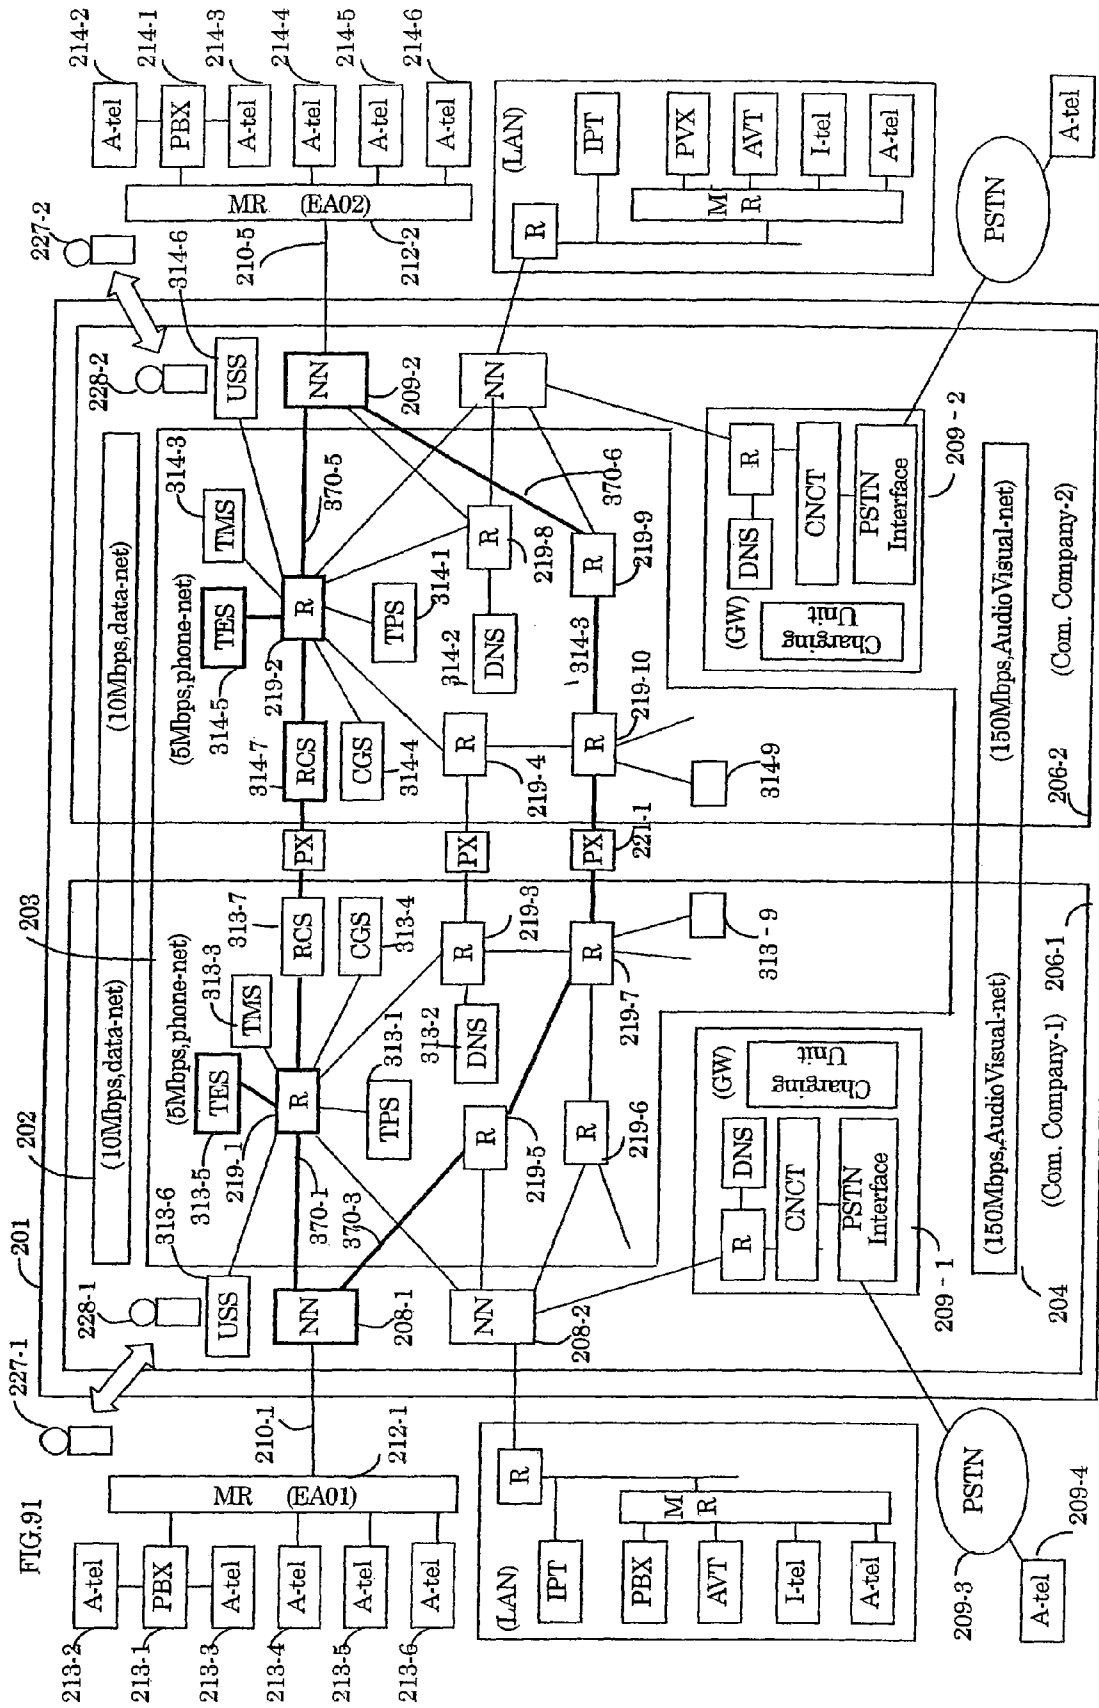 FIG.91
201
202
203
227-1
228-1
227-2
228-2
(10Mbps,data-net)
(10Mbps,data-net)
213-2
A-tel
213-1
PBX
213-3
A-tel
213-4
A-tel
213-5
A-tel
213-6
A-tel
MR (EA01)
212-1
210-1
313-6
USS
313-5
TES
(5Mbps,phone-net)
313-3
TMS
313-7
RCS
219-1
R
313-1
TPS
CGS
313-4
370-1
370-3
NN
208-1
NN
208-2
313-2
DNS
R
219-3
R
219-5
R
219-6
R
219-7
313-9
PX
PX
PX
221-1
314-7
RCS
314-5
TES
(5Mbps,phone-net)
314-3
TMS
314-6
USS
219-2
R
CGS
314-4
TPS
314-1
370-5
NN
209-2
NN
R
219-4
314-2
DNS
R
219-8
370-6
R
219-9
314-3
R
219-10
314-9
210-5
212-2
MR (EA02)
A-tel
214-2
PBX
214-1
A-tel
214-3
A-tel
214-4
A-tel
214-5
A-tel
214-6
(LAN)
R
IPT
M
R
PBX
AVT
I-tel
A-tel
(LAN)
R
IPT
M
R
PVX
AVT
I-tel
A-tel
(GW)
R
DNS
CNCT
PSTN
Interface
Charging
Unit
209-1
(GW)
DNS
R
CNCT
PSTN
Interface
Charging
Unit
209-2
PSTN
209-3
A-tel
209-4
PSTN
A-tel
204
(150Mbps,AudioVisual-net)
(150Mbps,AudioVisual-net)
(Com. Company-1)
206-1
206-2
(Com. Company-2)